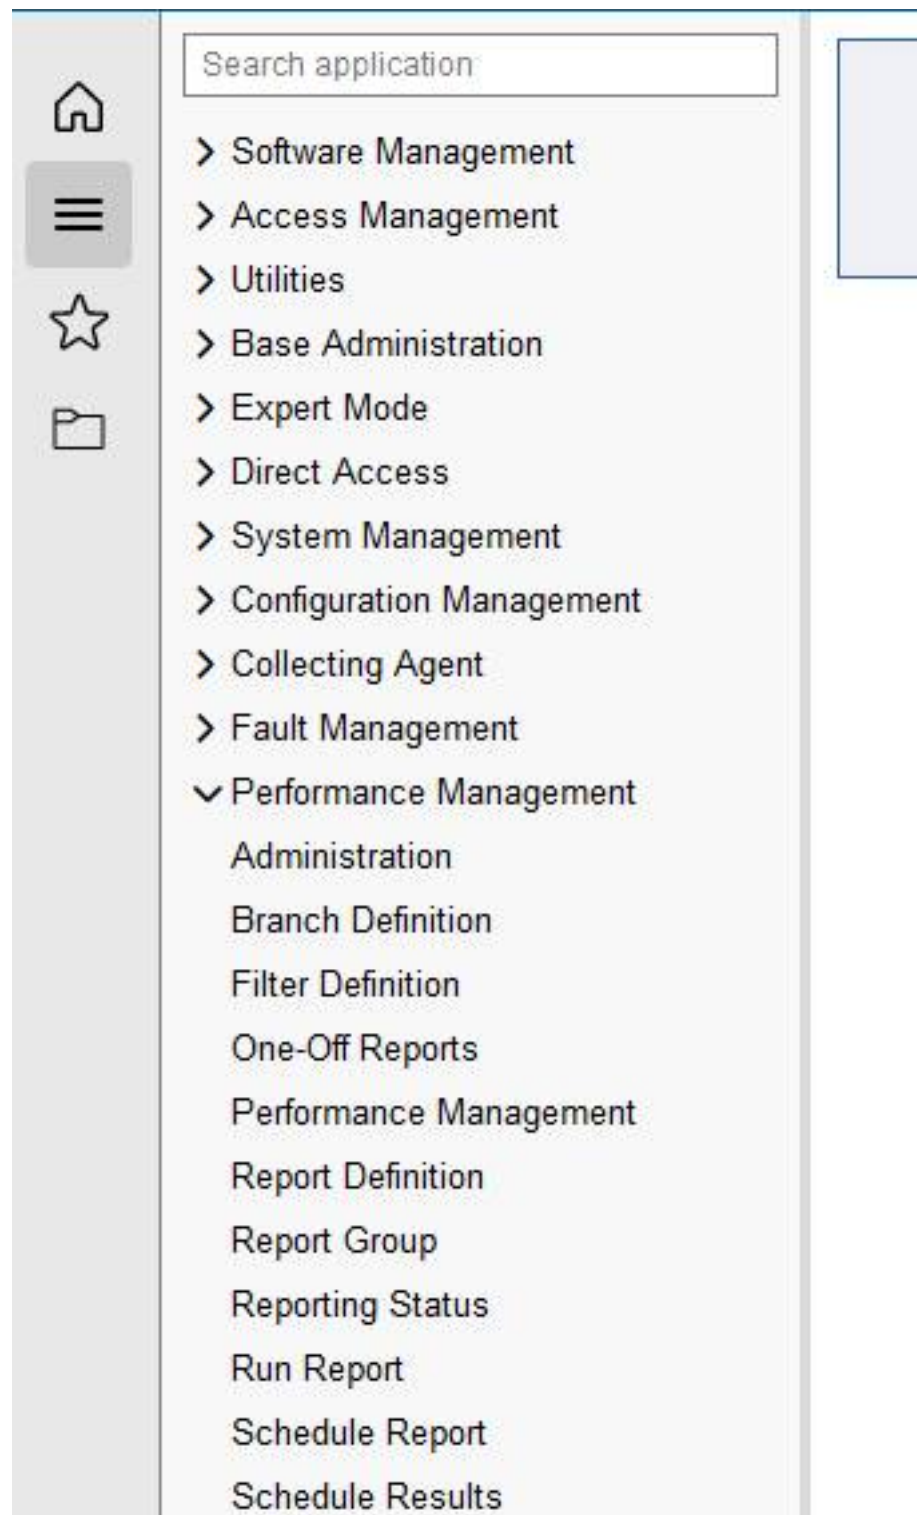 Search application
Software Management
Access Management
Utilities
Base Administration
Expert Mode
Direct Access
System Management
Configuration Management
Collecting Agent
Fault Management
Performance Management
Administration
Branch Definition
Filter Definition
One-Off Reports
Performance Management
Report Definition
Report Group
Reporting Status
Run Report
Schedule Report
Schedule Results